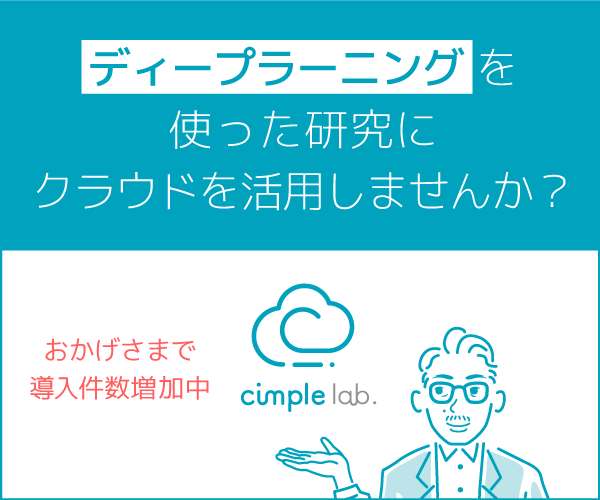 ディープラーニングを
使った研究に
クラウドを活用しませんか？
おかげさまで
導入件数増加中
cimple lab.